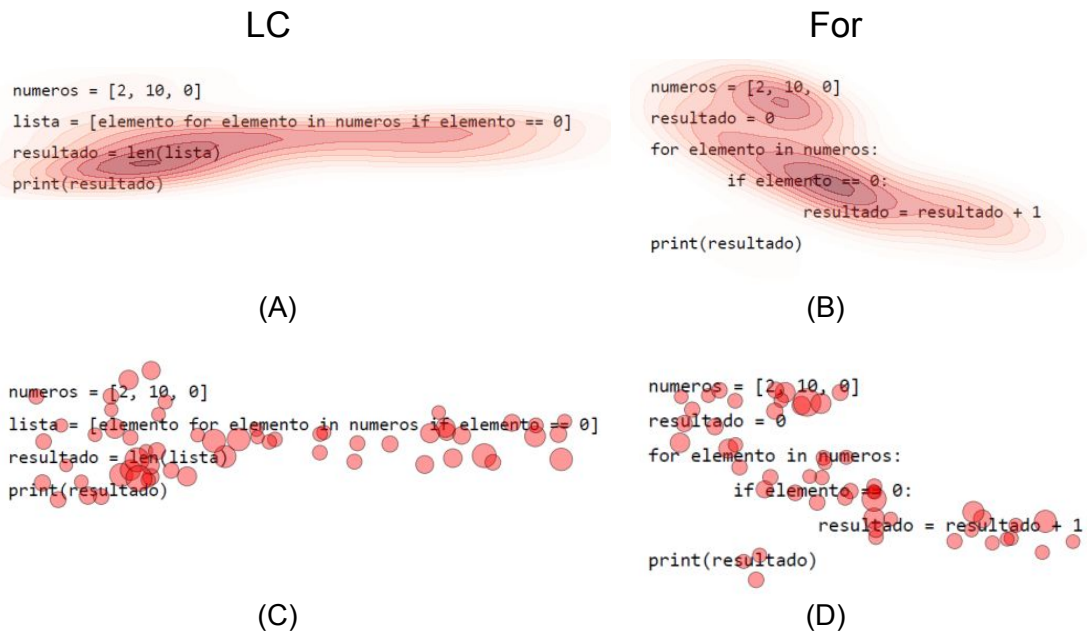 LC
For
numeros = [2, 10, 0]
lista = [elemento for elemento in numeros if elemento == 0]
resultado = len(lista)
print(resultado)
(A)
numeros = [2, 10, 0]
resultado = 0
for elemento in numeros:
if elemento == 0:
resultado = resultado + 1
print(resultado)
(B)
numeros = [2, 10, 0]
lista = [elemento for elemento in numeros if elemento == 0]
resultado = len(lista)
print(resultado)
(C)
numeros = [2, 10, 0]
resultado = 0
for elemento in numeros:
if elemento == 0:
resultado = resultado + 1
print(resultado)
(D)